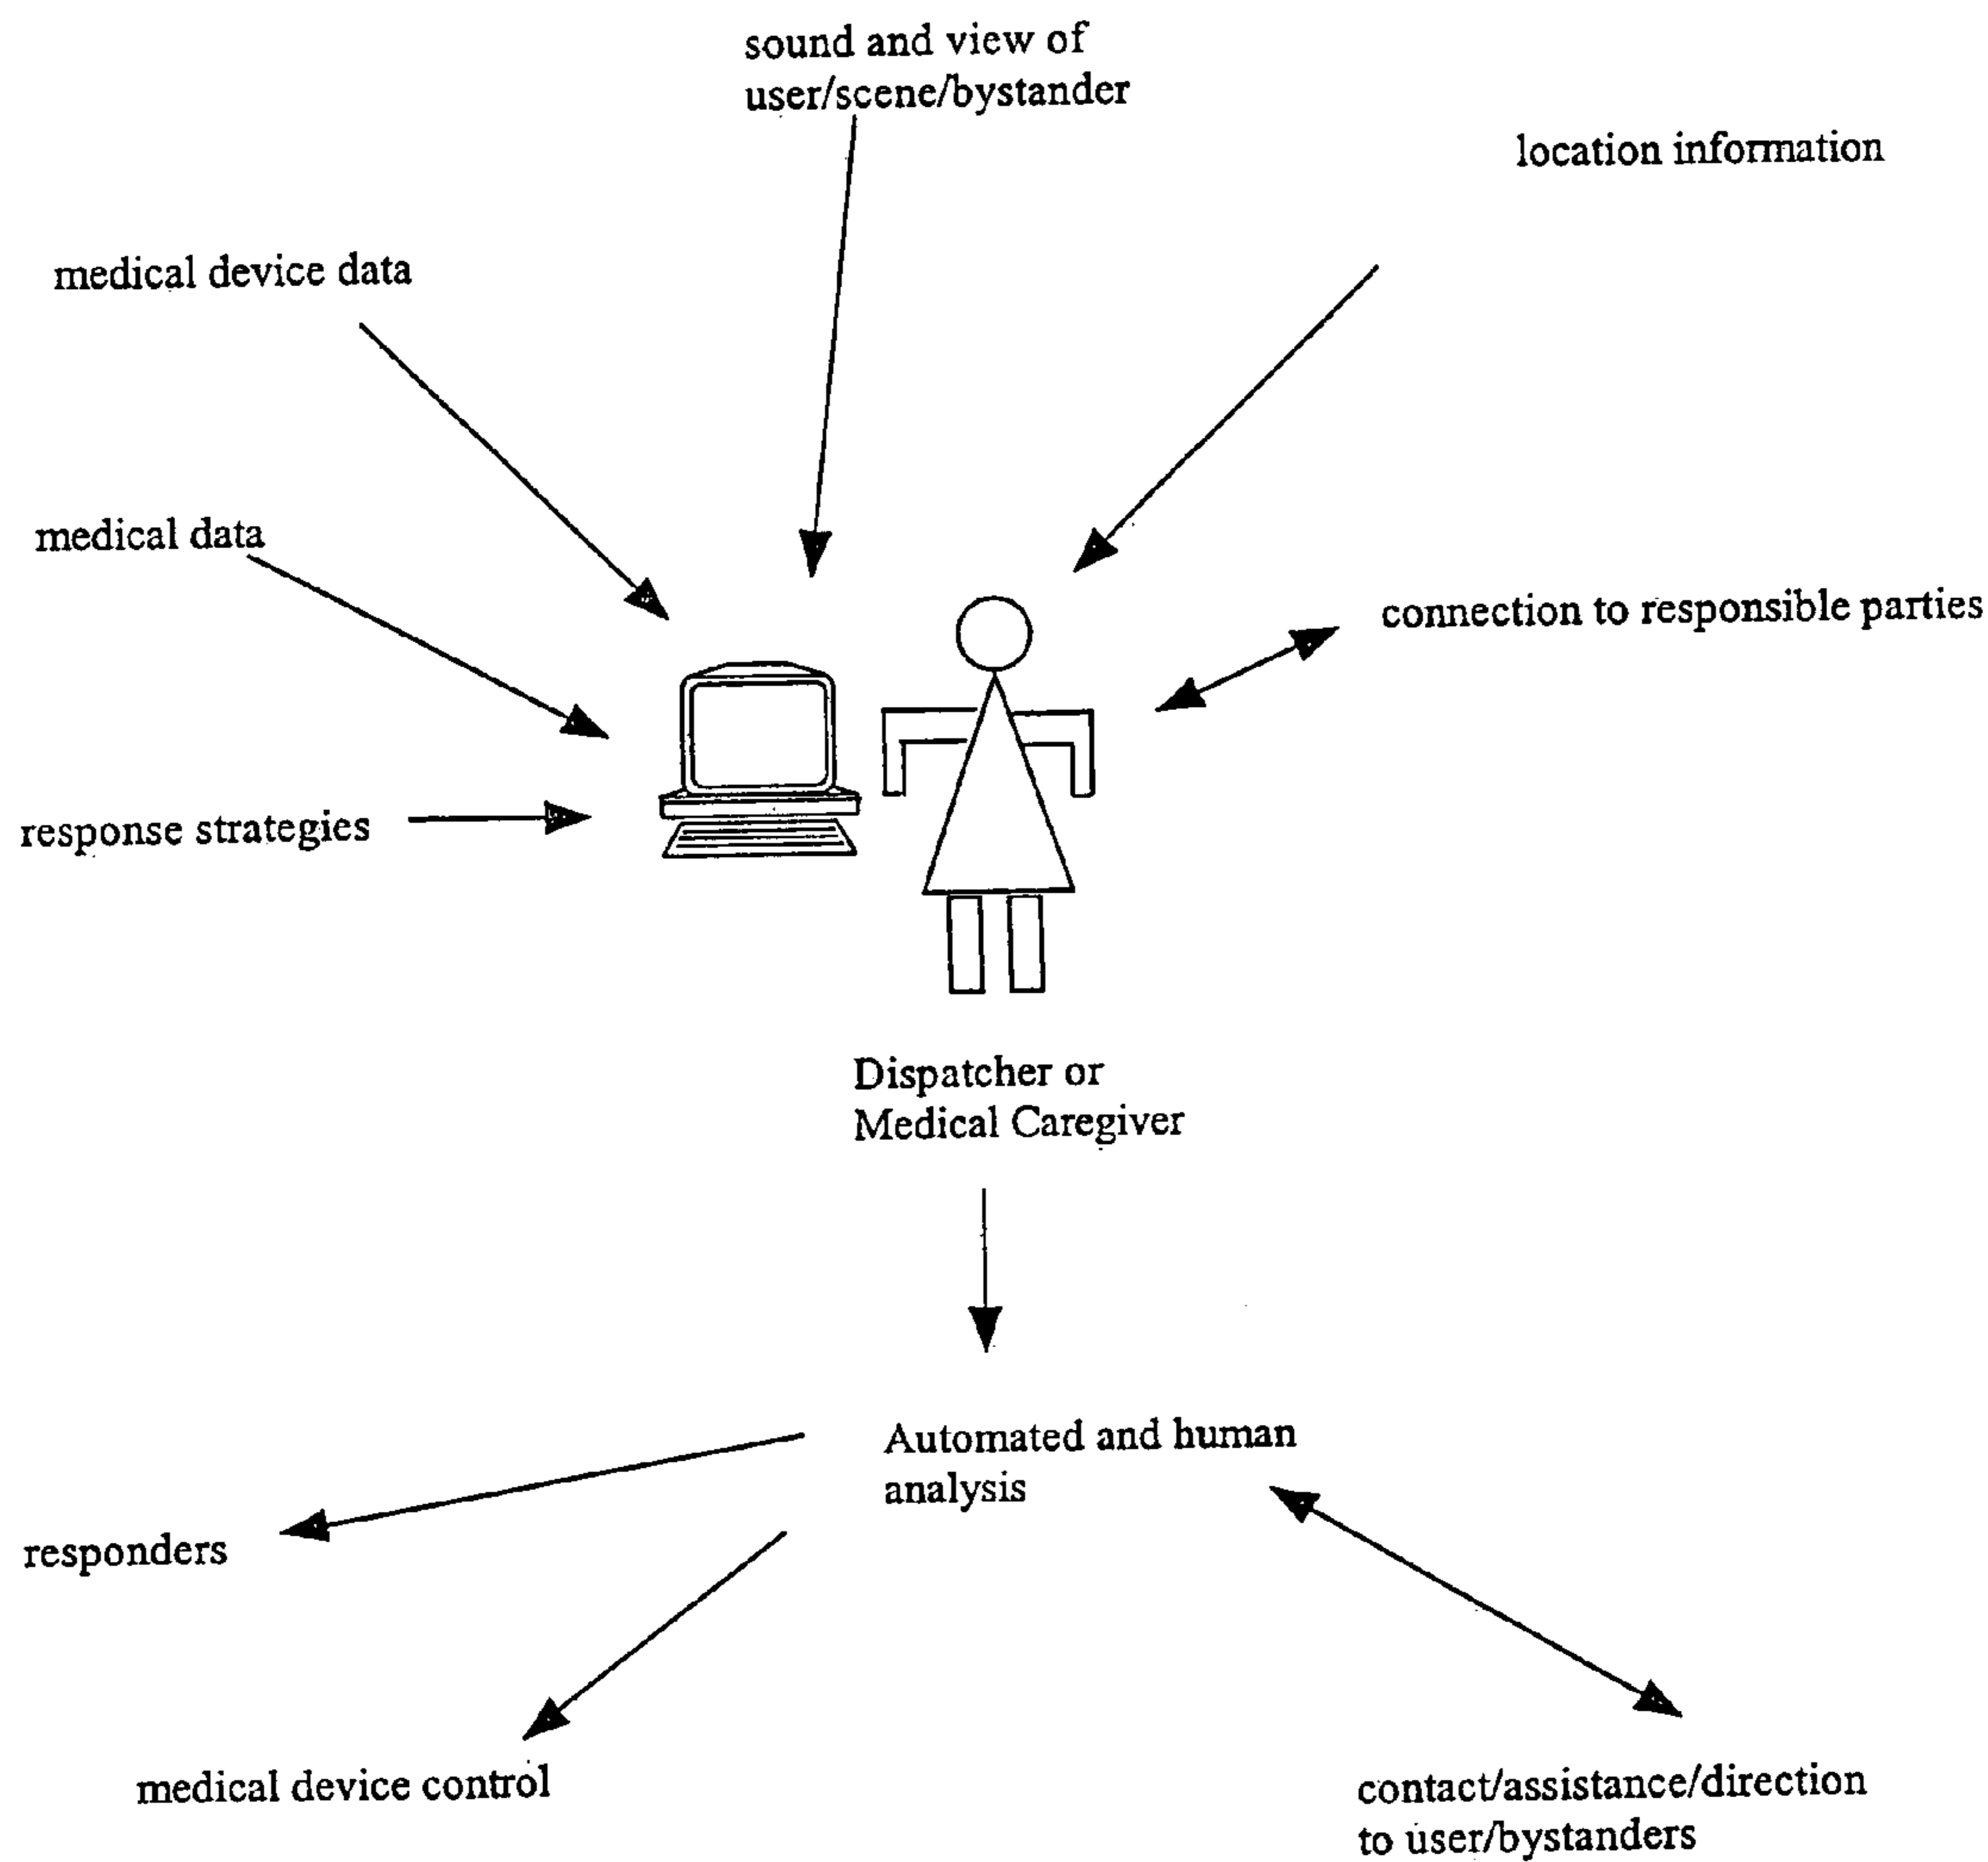 sound and view of
user/scene/bystander
location information
medical device data
medical data
connection to responsible parties
response strategies
Dispatcher or
Medical Caregiver
Automated and human
analysis
responders
medical device control
contact/assistance/direction
to user/bystanders